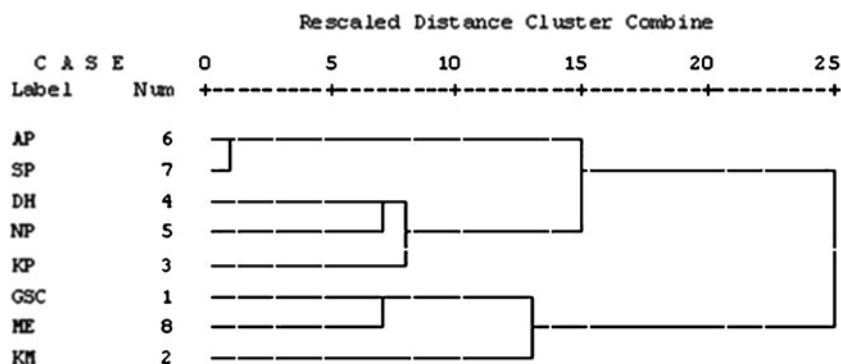 Rescaled Distance Cluster Combine
C A S E 0 5 10 15 20 25
Label Num
AP 6
SP 7
DH 4
NP 5
KP 3
GSC 1
ME 8
KM 2